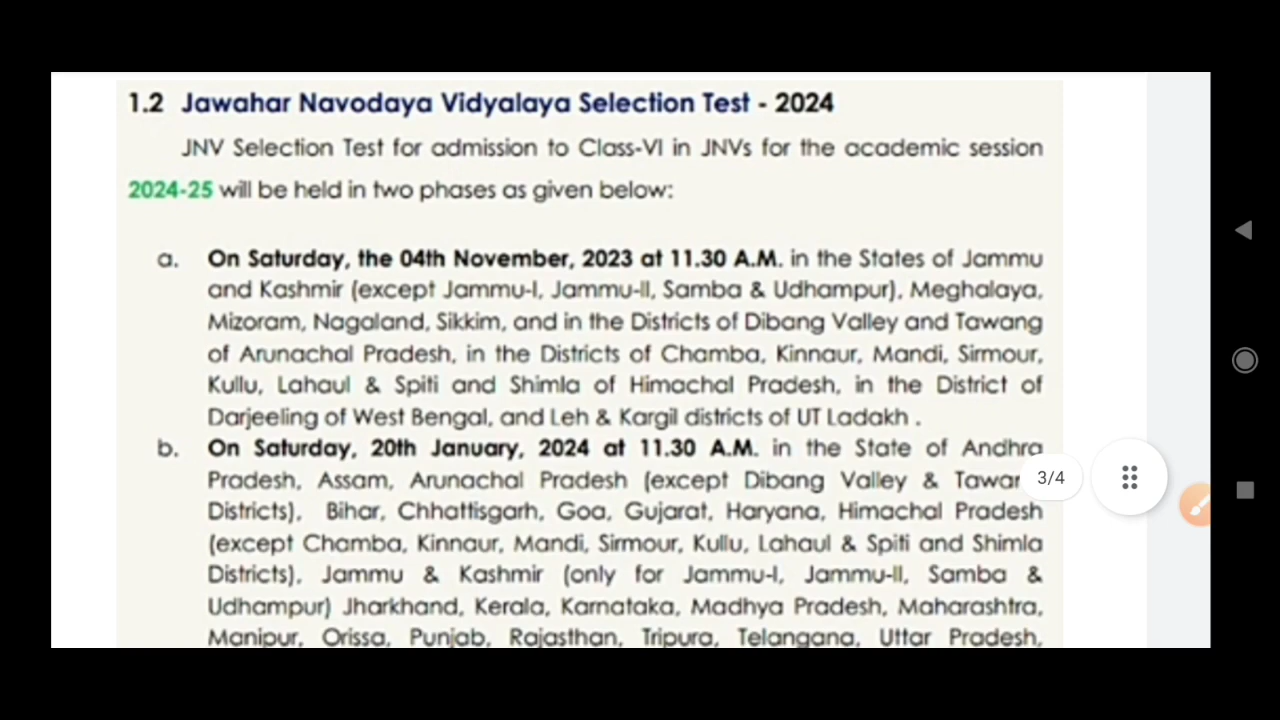 1.2 Jawahar Navodaya Vidyalaya Selection Test - 2024
JNV Selection Test for admission to Class-VI in JNVs for the academic session
2024-25 will be held in two phases as given below:
a. On Saturday, the 04th November, 2023 at 11.30 A.M. in the States of Jammu
and Kashmir (except Jammu-I, Jammu-II, Samba & Udhampur), Meghalaya,
Mizoram, Nagaland, Sikkim, and in the Districts of Dibang Valley and Tawang
of Arunachal Pradesh, in the Districts of Chamba, Kinnaur, Mandi, Sirmour,
Kullu, Lahaul & Spiti and Shimla of Himachal Pradesh, in the District of
Darjeeling of West Bengal, and Leh & Kargil districts of UT Ladakh .
b. On Saturday, 20th January, 2024 at 11.30 A.M. in the State of Andhra
Pradesh, Assam, Arunachal Pradesh (except Dibang Valley &
3/4
Districts), Bihar, Chhattisgarh, Goa, Gujarat, Haryana, Himachal Pradesh
(except Chamba, Kinnaur, Mandi, Sirmour, Kullu, Lahaul & Spiti and Shimla
Districts), Jammu & Kashmir (only for Jammu-I, Jammu-II, Samba &
Udhampur) Jharkhand, Kerala, Karnataka, Madhya Pradesh, Maharashtra,
Manipur, Orissa, Punjab, Rajasthan, Tripura, Telangana, Uttar Pradesh,